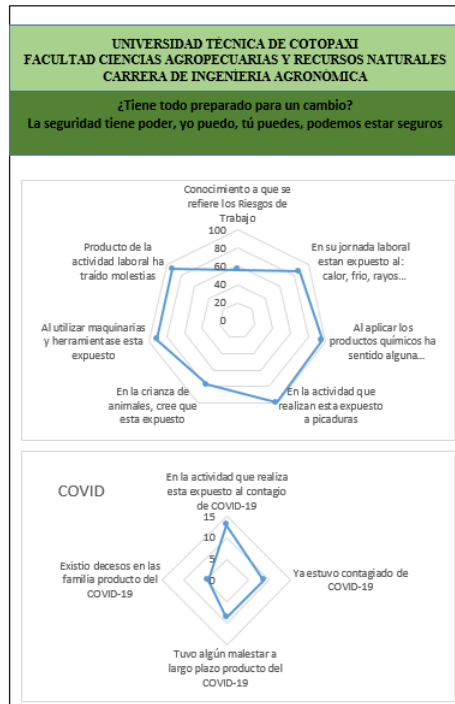 UNIVERSIDAD TÉCNICA DE COTOPAXI
FACULTAD CIENCIAS AGROPECUARIAS Y RECURSOS NATURALES
CARRERA DE INGENIERIA AGRONÓMICA
¿Tiene todo preparado para un cambio?
La seguridad tiene poder, yo puedo, tú puedes, podemos estar seguros
Conocimiento a que se
refiere los Riesgos de
Trabajo
100
80
60
40
20
0
En su jornada laboral
estan expuesto al:
calor, frio, rayos...
Al aplicar los
productos químicos ha
sentido alguna...
En la actividad que
realizan esta expuesto
a picaduras
En la crianza de
animales, cree que
esta expuesto
Al utilizar maquinarias
y herramientase esta
expuesto
Producto de la
actividad laboral ha
traído molestias
COVID
En la actividad que realiza
esta expuesto al contagio
de COVID-19
15
10
5
0
Ya estuvo contagiado de
COVID-19
Tuvo algún malestar a
largo plazo producto del
COVID-19
Existio decesos en las
familia producto del
COVID-19